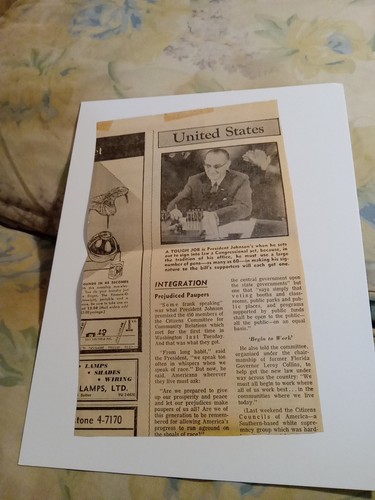 United States
A TOUGH JOB is President Johnson's when he sets
out to sign into law a Congressional act, because, in
the tradition of his office, he must use a large
number of pens—as many as 60—in making his sig-
nature so the bill's supporters will each get one.
INTEGRATION
Prejudiced Paupers
"Some frank speaking"
was what President Johnson
promised the 450 members of
the Citizens Committee for
Community Relations which
met for the first time in
Washington last Tuesday.
And that was what they got.
"From long habit," said
the President, "we speak too
often in whispers when we
speak of race." But now, he
said, Americans wherever
they live must ask:
"Are we prepared to give
up our prosperity and peace
and let our prejudices make
paupers of us all? Are we of
this generation to be remem-
bered for allowing America's
progress to run aground on
the shoals of race?"
the central government upon
the state governments" but
one that "says simply that
voting booths and class-
rooms, public parks and pub-
lic places, and programs
supported by public funds
shall be open to the public—
all the public—on an equal
basis."
'Begin to Work'
He also told the committee,
organized under the chair-
manship of former Florida
Governor Leroy Collins, to
help get the new law under
way across the country: "We
must all begin to work where
all of us work best . . . in the
communities where we live
today."
(Last weekend the Citizens
Councils of America—a
Southern-based white supre-
macy group which was hard-
LAMPS
• SHADES
• WIRING
LAMPS, LTD.
tone 4-7170